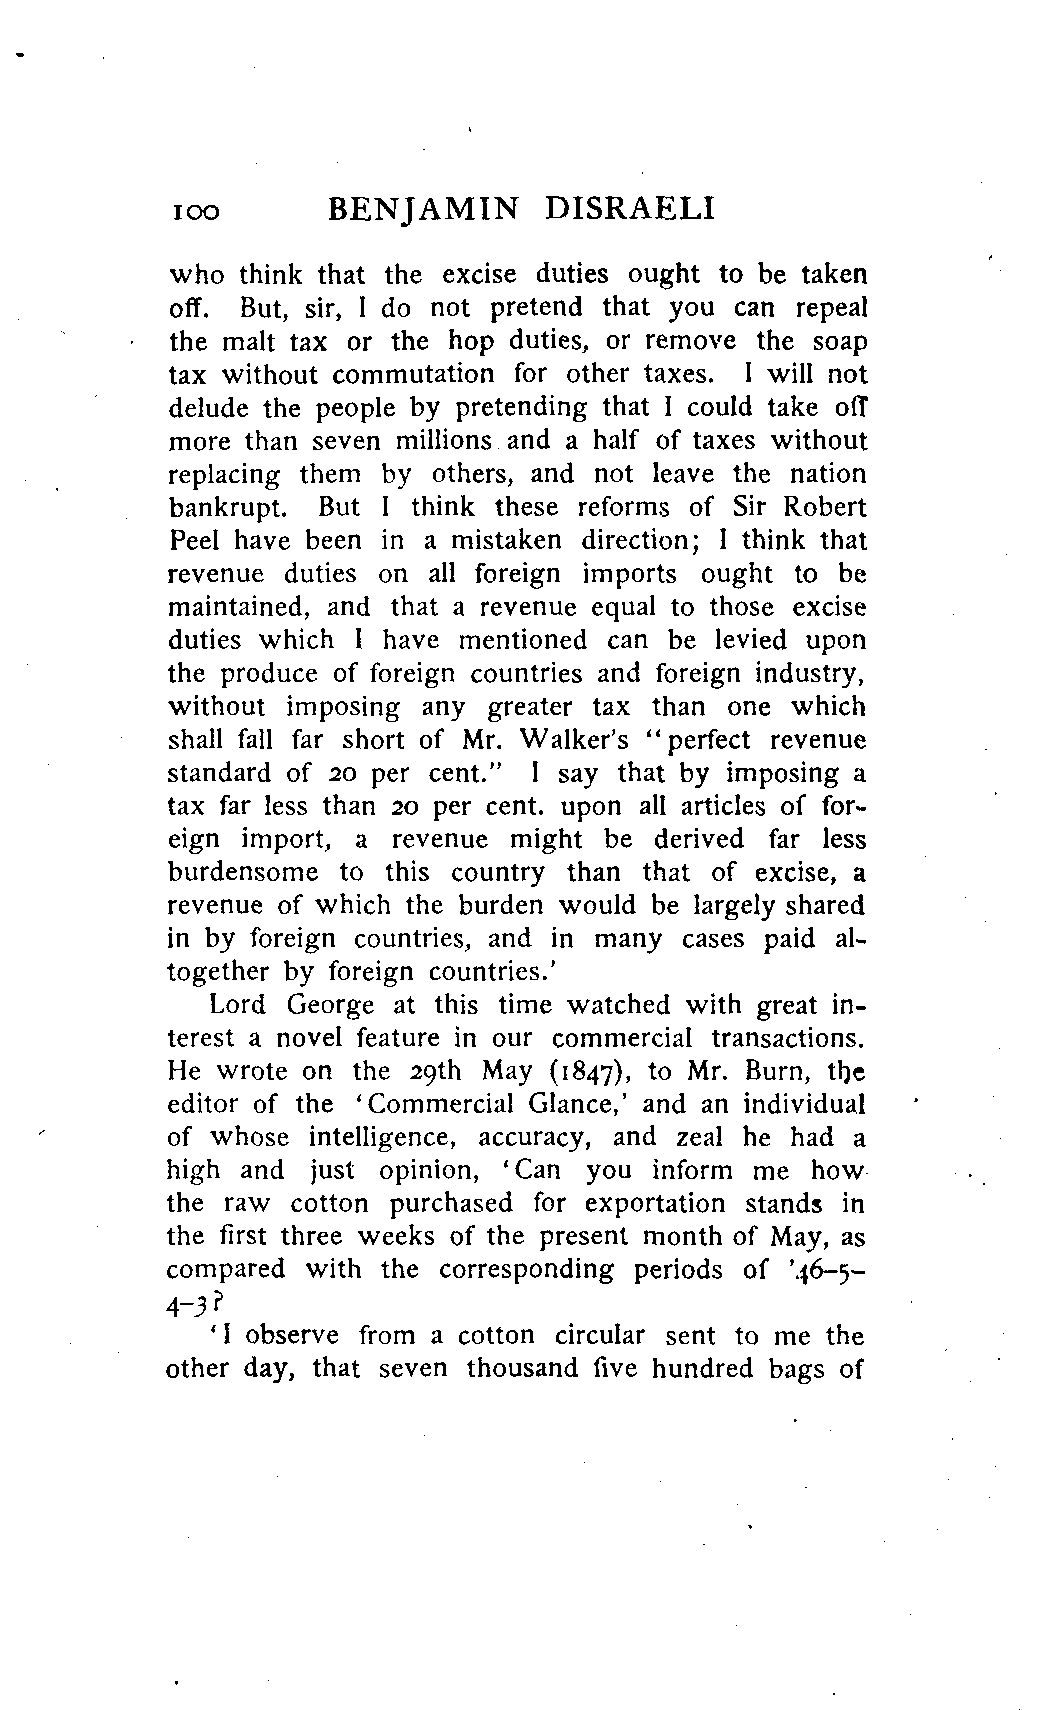 100 BENJAMIN DISRAELI
who think that the excise duties ought to be taken
off. But, sir, I do not pretend that you can repeal
the malt tax or the hop duties, or remove the soap
tax without commutation for other taxes. I will not
delude the people by pretending that I could take off
more than seven millions and a half of taxes without
replacing them by others, and not leave the nation
bankrupt. But I think these reforms of Sir Robert
Peel have been in a mistaken direction; I think that
revenue duties on all foreign imports ought to be
maintained, and that a revenue equal to those excise
duties which I have mentioned can be levied upon
the produce of foreign countries and foreign industry,
without imposing any greater tax than one which
shall fall far short of Mr. Walker's "perfect revenue
standard of 20 per cent." I say that by imposing a
tax far less than 20 per cent. upon all articles of for-
eign import, a revenue might be derived far less
burdensome to this country than that of excise, a
revenue of which the burden would be largely shared
in by foreign countries, and in many cases paid al-
together by foreign countries.'
Lord George at this time watched with great in-
terest a novel feature in our commercial transactions.
He wrote on the 29th May (1847), to Mr. Burn, the
editor of the 'Commercial Glance,' and an individual
of whose intelligence, accuracy, and zeal he had a
high and just opinion, 'Can you inform me how
the raw cotton purchased for exportation stands in
the first three weeks of the present month of May, as
compared with the corresponding periods of '46–5–
4–3?
'I observe from a cotton circular sent to me the
other day, that seven thousand five hundred bags of